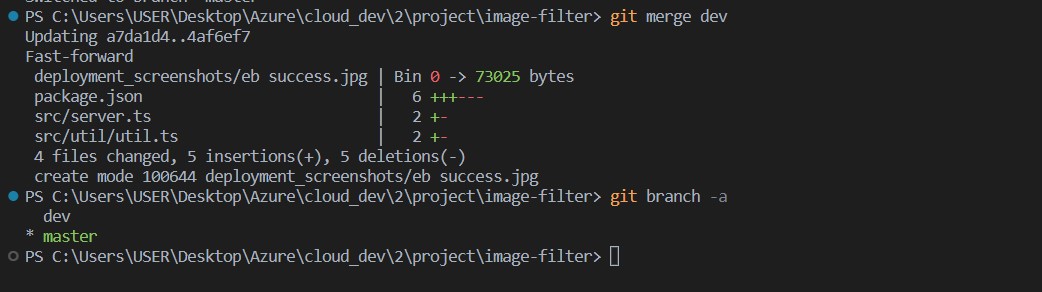 Switched to branch 'master'
PS C:\Users\USER\Desktop\Azure\cloud_dev\2\project\image-filter> git merge dev
Updating a7da1d4..4af6ef7
Fast-forward
 deployment_screenshots/eb success.jpg | Bin 0 -> 73025 bytes
 package.json                          |   6 +++---
 src/server.ts                         |   2 +-
 src/util/util.ts                      |   2 +-
 4 files changed, 5 insertions(+), 5 deletions(-)
 create mode 100644 deployment_screenshots/eb success.jpg
PS C:\Users\USER\Desktop\Azure\cloud_dev\2\project\image-filter> git branch -a
  dev
* master
PS C:\Users\USER\Desktop\Azure\cloud_dev\2\project\image-filter>